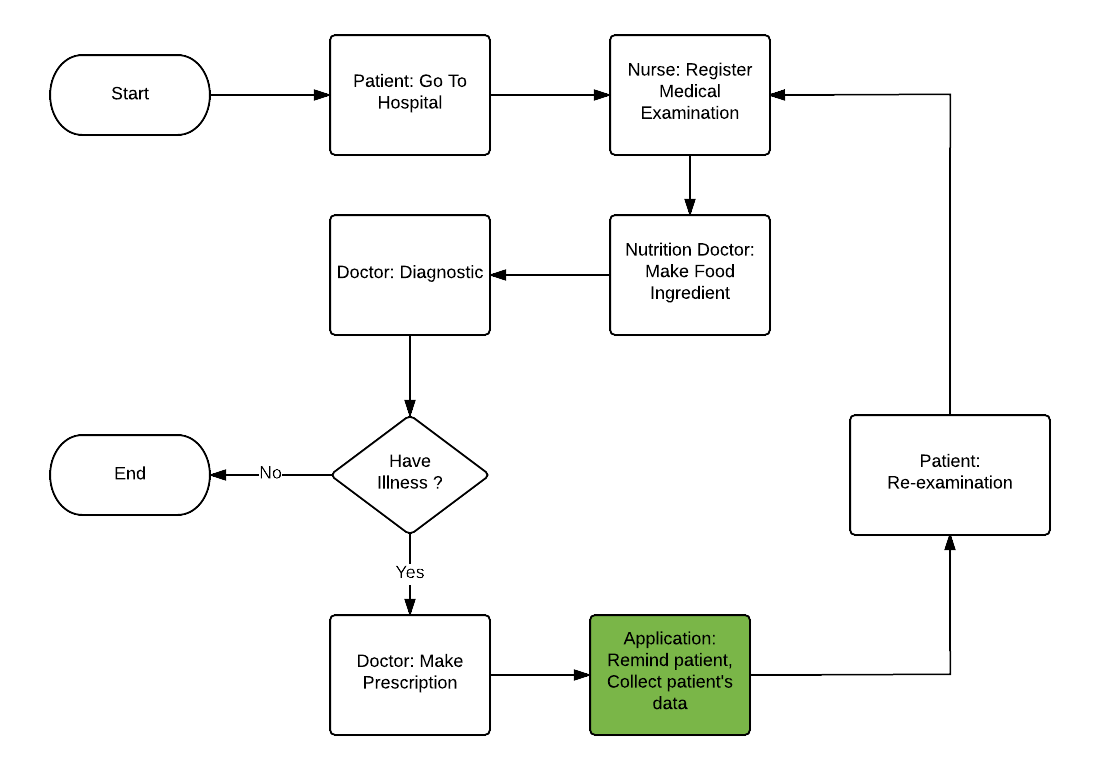 Start
Patient: Go To
Hospital
Nurse: Register
Medical
Examination
Doctor: Diagnostic
Nutrition Doctor:
Make Food
Ingredient
End
No
Have
Illness ?
Patient:
Re-examination
Yes
Doctor: Make
Prescription
Application:
Remind patient,
Collect patient's
data